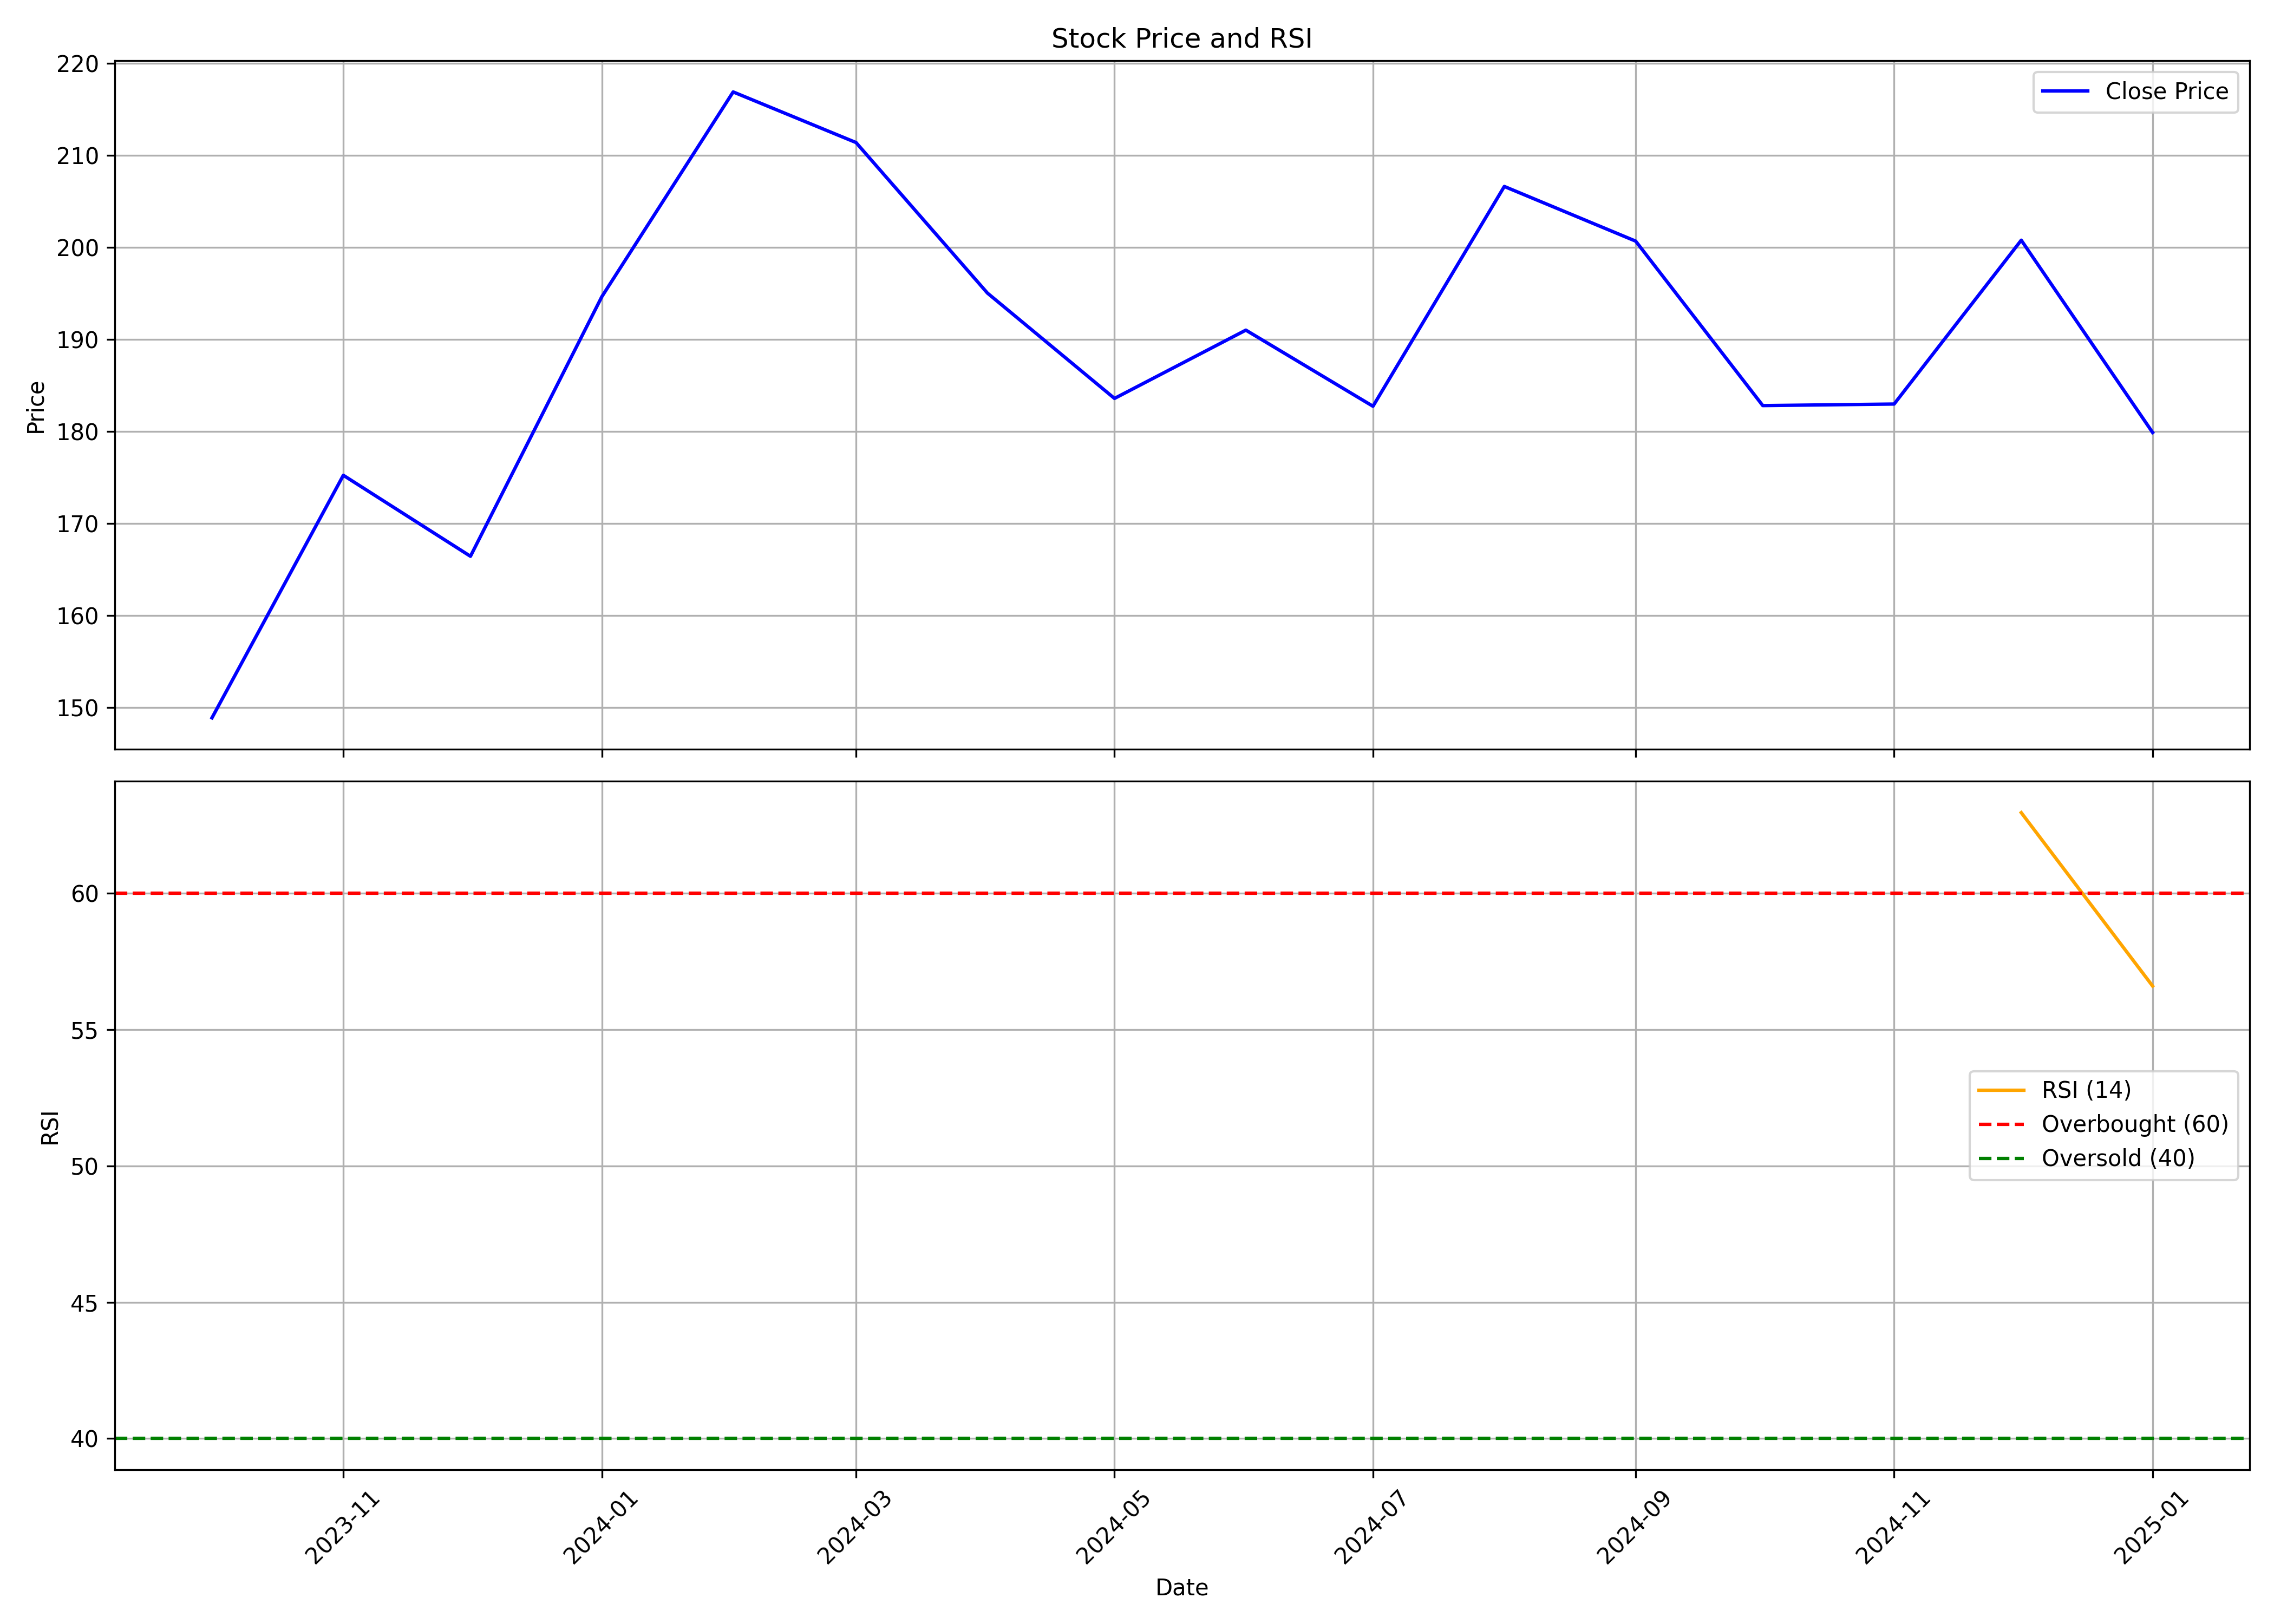 Stock Price and RSI
220
210
200
190
180
170
160
150
Price
Close Price
60
55
50
45
40
RSI
RSI (14)
Overbought (60)
Oversold (40)
2023-11
2024-01
2024-03
2024-05
2024-07
2024-09
2024-11
2025-01
Date